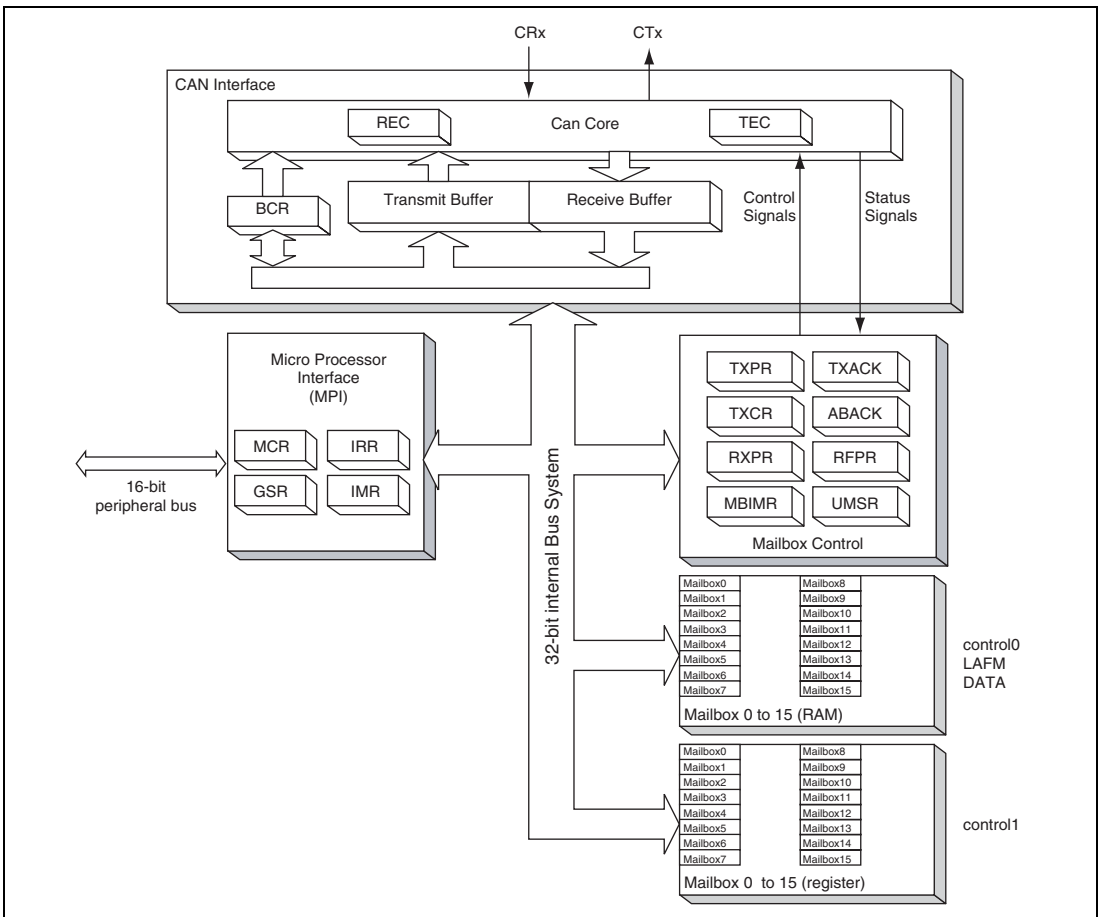 CRx
CTx
CAN Interface
REC
Can Core
TEC
BCR
Transmit Buffer
Receive Buffer
Control
Signals
Status
Signals
Micro Processor
Interface
(MPI)
MCR
IRR
GSR
IMR
16-bit
peripheral bus
32-bit internal Bus System
TXPR
TXACK
TXCR
ABACK
RXPR
RFPR
MBIMR
UMSR
Mailbox Control
Mailbox0
Mailbox1
Mailbox2
Mailbox3
Mailbox4
Mailbox5
Mailbox6
Mailbox7
Mailbox8
Mailbox9
Mailbox10
Mailbox11
Mailbox12
Mailbox13
Mailbox14
Mailbox15
Mailbox 0 to 15 (RAM)
control0
LAFM
DATA
Mailbox0
Mailbox1
Mailbox2
Mailbox3
Mailbox4
Mailbox5
Mailbox6
Mailbox7
Mailbox8
Mailbox9
Mailbox10
Mailbox11
Mailbox12
Mailbox13
Mailbox14
Mailbox15
Mailbox 0 to 15 (register)
control1